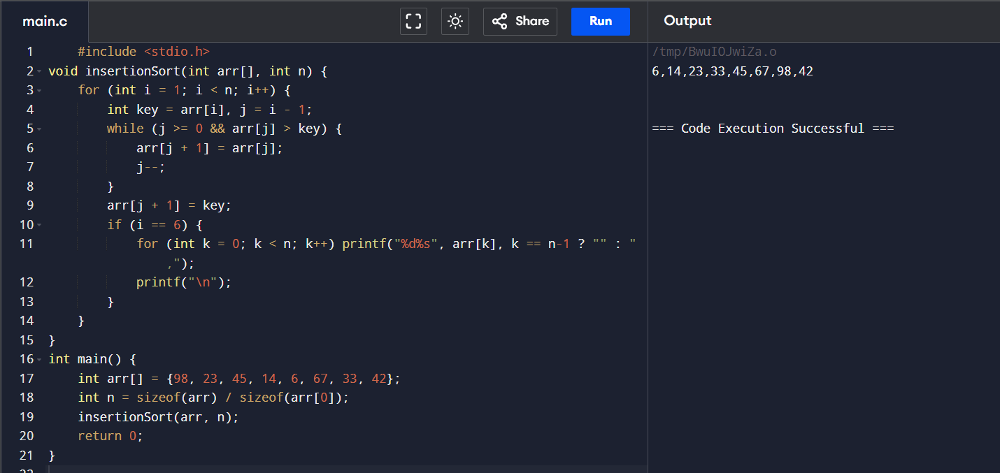 main.c
Share
Run
Output
1 #include <stdio.h>
2 void insertionSort(int arr[], int n) {
3 for (int i = 1; i < n; i++) {
4 int key = arr[i], j = i - 1;
5 while (j >= 0 && arr[j] > key) {
6 arr[j + 1] = arr[j];
7 j--;
8 }
9 arr[j + 1] = key;
10 if (i == 6) {
11 for (int k = 0; k < n; k++) printf("%d%s", arr[k], k == n-1 ? "" : "
,");
12 printf("\n");
13 }
14 }
15 }
16 int main() {
17 int arr[] = {98, 23, 45, 14, 6, 67, 33, 42};
18 int n = sizeof(arr) / sizeof(arr[0]);
19 insertionSort(arr, n);
20 return 0;
21 }
22
/tmp/BwuIOJwiZa.o
6,14,23,33,45,67,98,42
=== Code Execution Successful ===